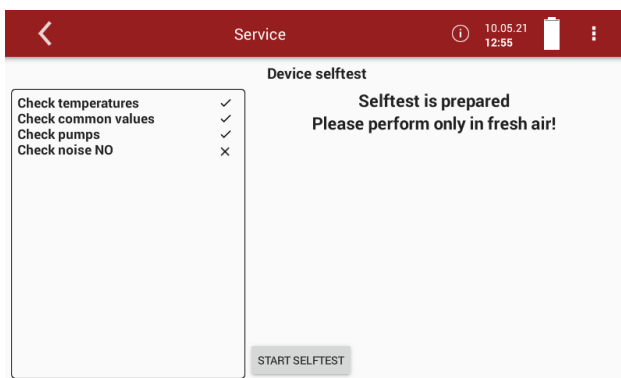 Service
10.05.21
12:55
Device selftest
Check temperatures ✓
Check common values ✓
Check pumps ✓
Check noise NO ✕
Selftest is prepared
Please perform only in fresh air!
START SELFTEST